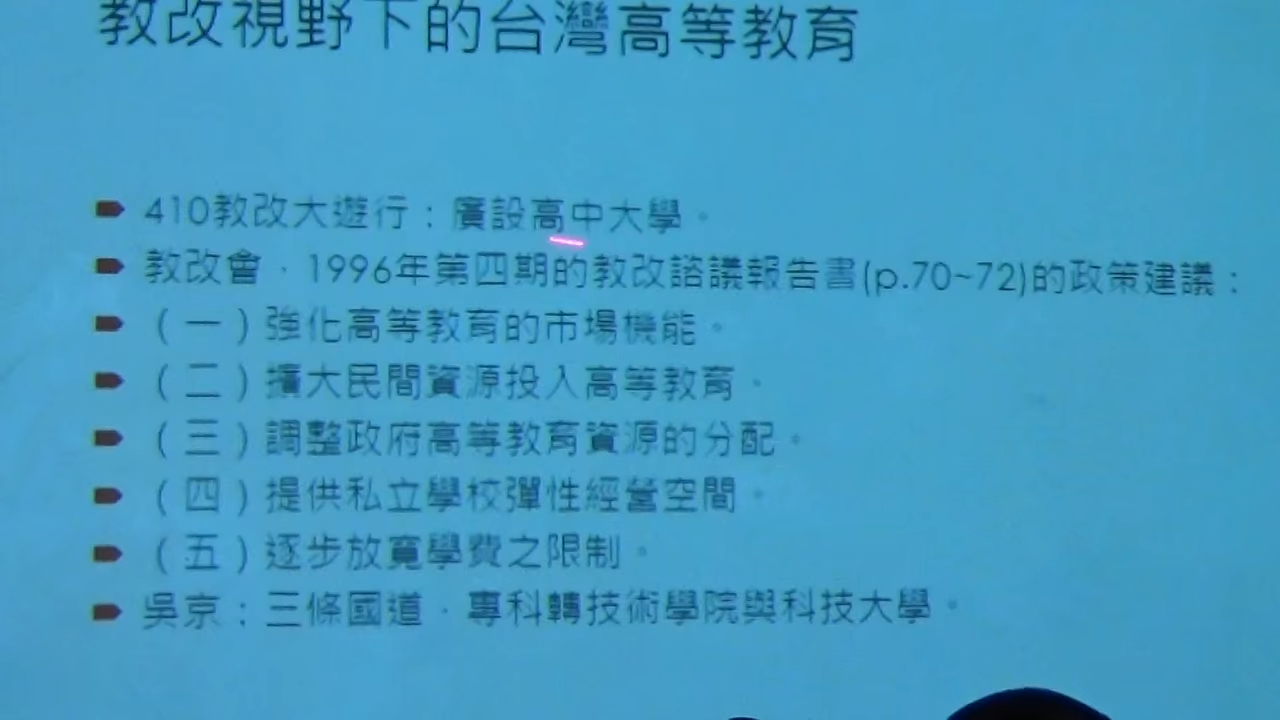 教改視野下的台灣高等教育
410教改大遊行：廣設高中大學。
教改會，1996年第四期的教改諮議報告書(p.70~72)的政策建議：
（一）強化高等教育的市場機能。
（二）擴大民間資源投入高等教育。
（三）調整政府高等教育資源的分配。
（四）提供私立學校彈性經營空間。
（五）逐步放寬學費之限制。
吳京：三條國道，專科轉技術學院與科技大學。